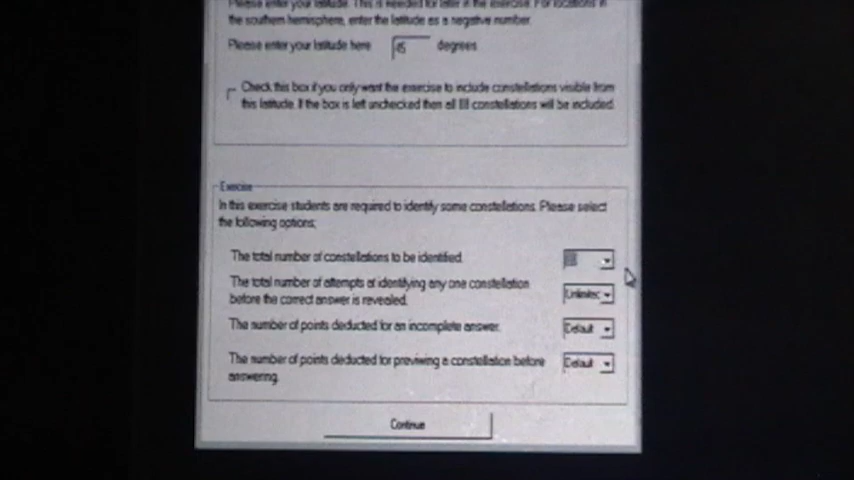 Please enter your latitude. This is needed for later in the exercise. For locations in
the southern hemisphere, enter the latitude as a negative number.
Please enter your latitude here 45 degrees
Check this box if you only want the exercise to include constellations visible from
this latitude. If the box is left unchecked then all 88 constellations will be included.
Exercise
In this exercise students are required to identify some constellations. Please select
the following options;
The total number of constellations to be identified.
The total number of attempts at identifying any one constellation Unlimited
before the correct answer is revealed.
The number of points deducted for an incomplete answer. Default
The number of points deducted for previewing a constellation before Default
answering.
Continue